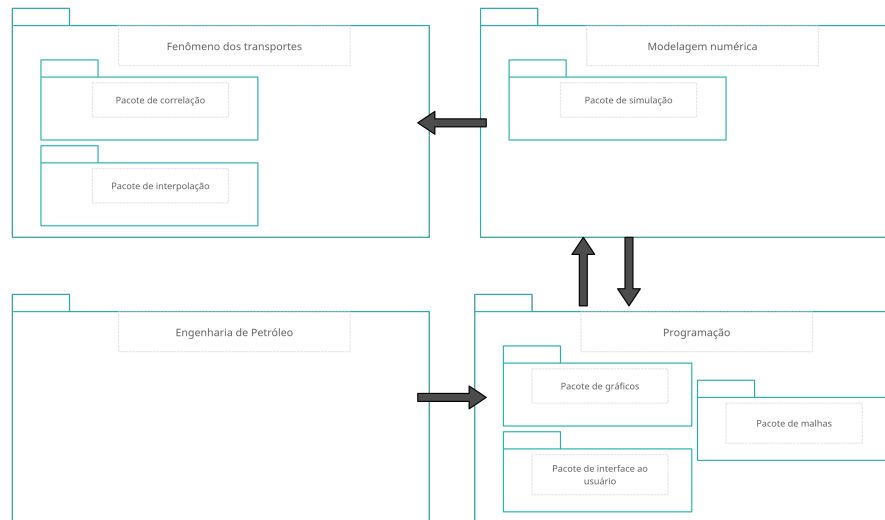 Fenômeno dos transportes
Pacote de correlação
Pacote de interpolação
Modelagem numérica
Pacote de simulação
Engenharia de Petróleo
Programação
Pacote de gráficos
Pacote de malhas
Pacote de interface ao
usuário